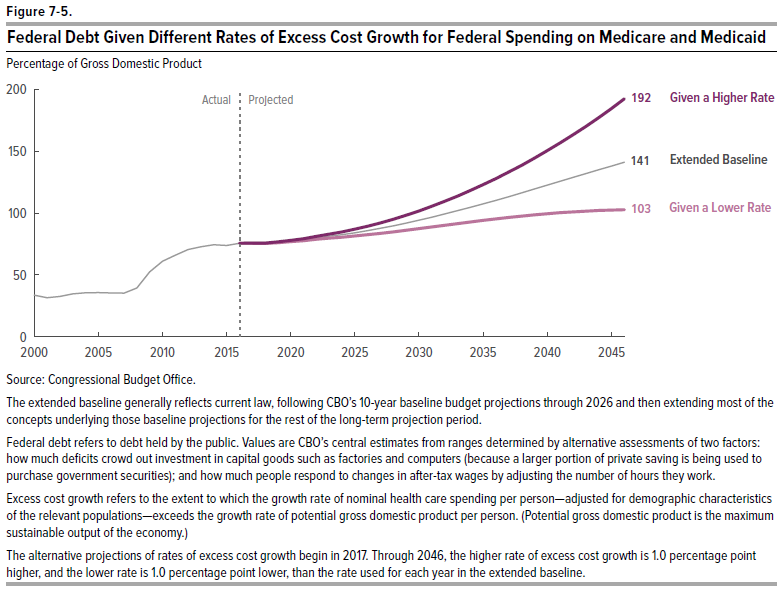 Figure 7-5.
Federal Debt Given Different Rates of Excess Cost Growth for Federal Spending on Medicare and Medicaid
Percentage of Gross Domestic Product
200
Actual
Projected
192 Given a Higher Rate
150
141 Extended Baseline
100
103 Given a Lower Rate
50
0
2000 2005 2010 2015 2020 2025 2030 2035 2040 2045
Source: Congressional Budget Office.
The extended baseline generally reflects current law, following CBO's 10-year baseline budget projections through 2026 and then extending most of the
concepts underlying those baseline projections for the rest of the long-term projection period.
Federal debt refers to debt held by the public. Values are CBO's central estimates from ranges determined by alternative assessments of two factors:
how much deficits crowd out investment in capital goods such as factories and computers (because a larger portion of private saving is being used to
purchase government securities); and how much people respond to changes in after-tax wages by adjusting the number of hours they work.
Excess cost growth refers to the extent to which the growth rate of nominal health care spending per person—adjusted for demographic characteristics
of the relevant populations—exceeds the growth rate of potential gross domestic product per person. (Potential gross domestic product is the maximum
sustainable output of the economy.)
The alternative projections of rates of excess cost growth begin in 2017. Through 2046, the higher rate of excess cost growth is 1.0 percentage point
higher, and the lower rate is 1.0 percentage point lower, than the rate used for each year in the extended baseline.